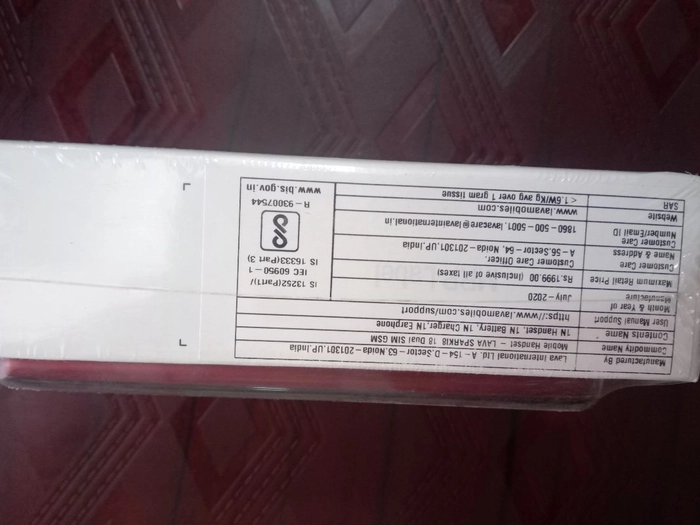 Manufactured By Lava International Ltd. A - 154 - D.Sector - 63.Noida - 201301.UP.India
Commodity Name Mobile Handset - LAVA SPARKI8 18 Dual SIM GSM
Contents Name 1N Handset, 1N Battery, 1N Charger,1N Earphone
User Manual Support https://www.lavamobiles.com/support
Month & Year of Manufacture July - 2020
Maximum Retail Price Rs.1999.00 (Inclusive of all taxes)
Customer Care Name & Address Customer Care Officer.
A - 56.Sector - 64, Noida - 201301.UP.India
Customer Care Number/Email ID 1860 - 500 - 5001, lavacare@lavainternational.in
Website www.lavamobiles.com
SAR < 1.6W/Kg avg over 1 gram tissue
IS 13252(Part1)/
IEC 60950 - 1
IS 16333(Part 3)
R - 93007544
www.bis.gov.in